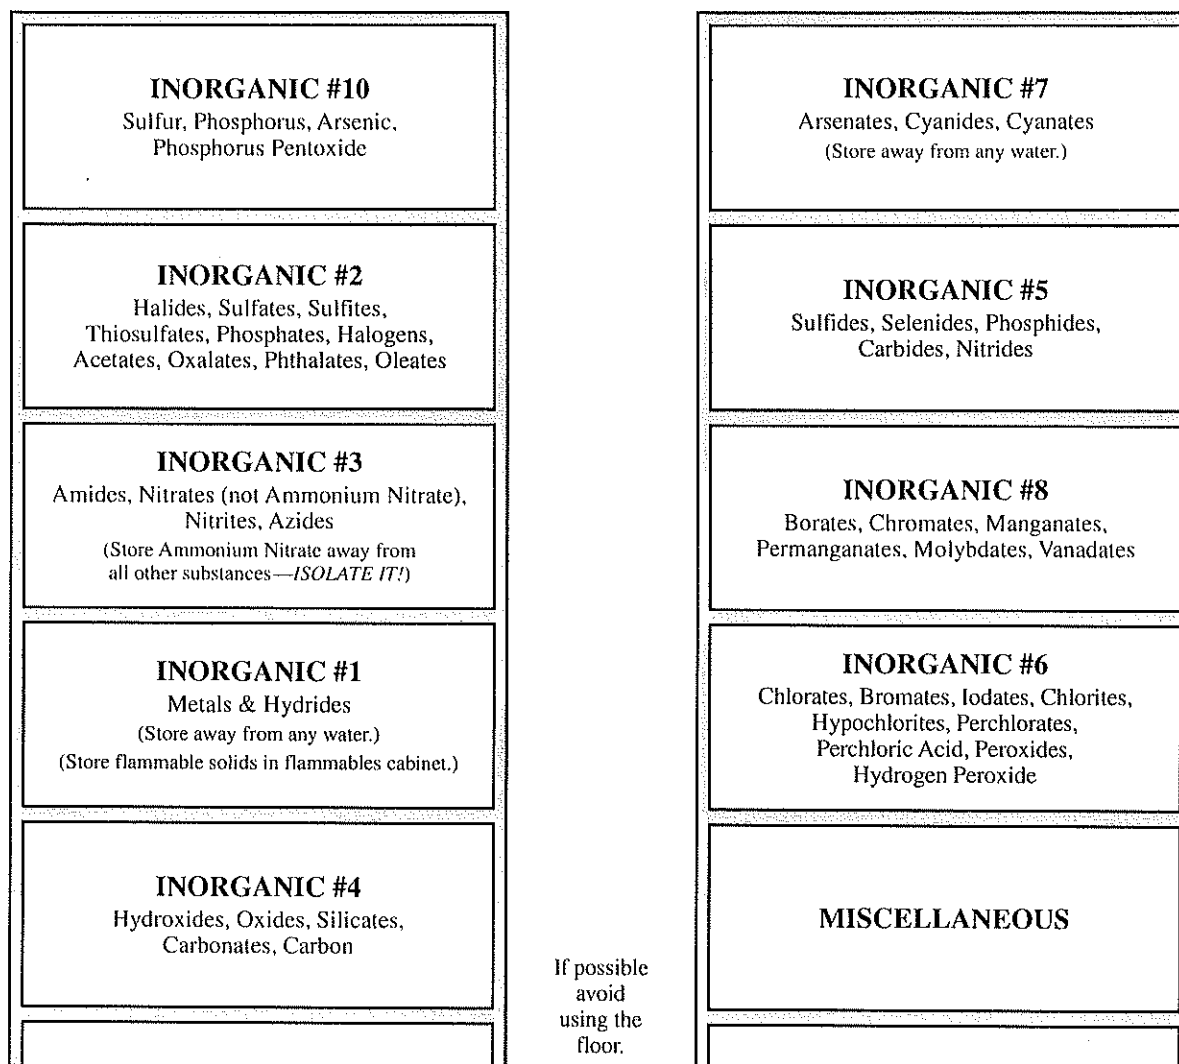 INORGANIC #10
Sulfur, Phosphorus, Arsenic,
Phosphorus Pentoxide
INORGANIC #2
Halides, Sulfates, Sulfites,
Thiosulfates, Phosphates, Halogens,
Acetates, Oxalates, Phthalates, Oleates
INORGANIC #3
Amides, Nitrates (not Ammonium Nitrate),
Nitrites, Azides
(Store Ammonium Nitrate away from
all other substances—ISOLATE IT!)
INORGANIC #1
Metals & Hydrides
(Store away from any water.)
(Store flammable solids in flammables cabinet.)
INORGANIC #4
Hydroxides, Oxides, Silicates,
Carbonates, Carbon
If possible
avoid
using the
floor.
INORGANIC #7
Arsenates, Cyanides, Cyanates
(Store away from any water.)
INORGANIC #5
Sulfides, Selenides, Phosphides,
Carbides, Nitrides
INORGANIC #8
Borates, Chromates, Manganates,
Permanganates, Molybdates, Vanadates
INORGANIC #6
Chlorates, Bromates, Iodates, Chlorites,
Hypochlorites, Perchlorates,
Perchloric Acid, Peroxides,
Hydrogen Peroxide
MISCELLANEOUS